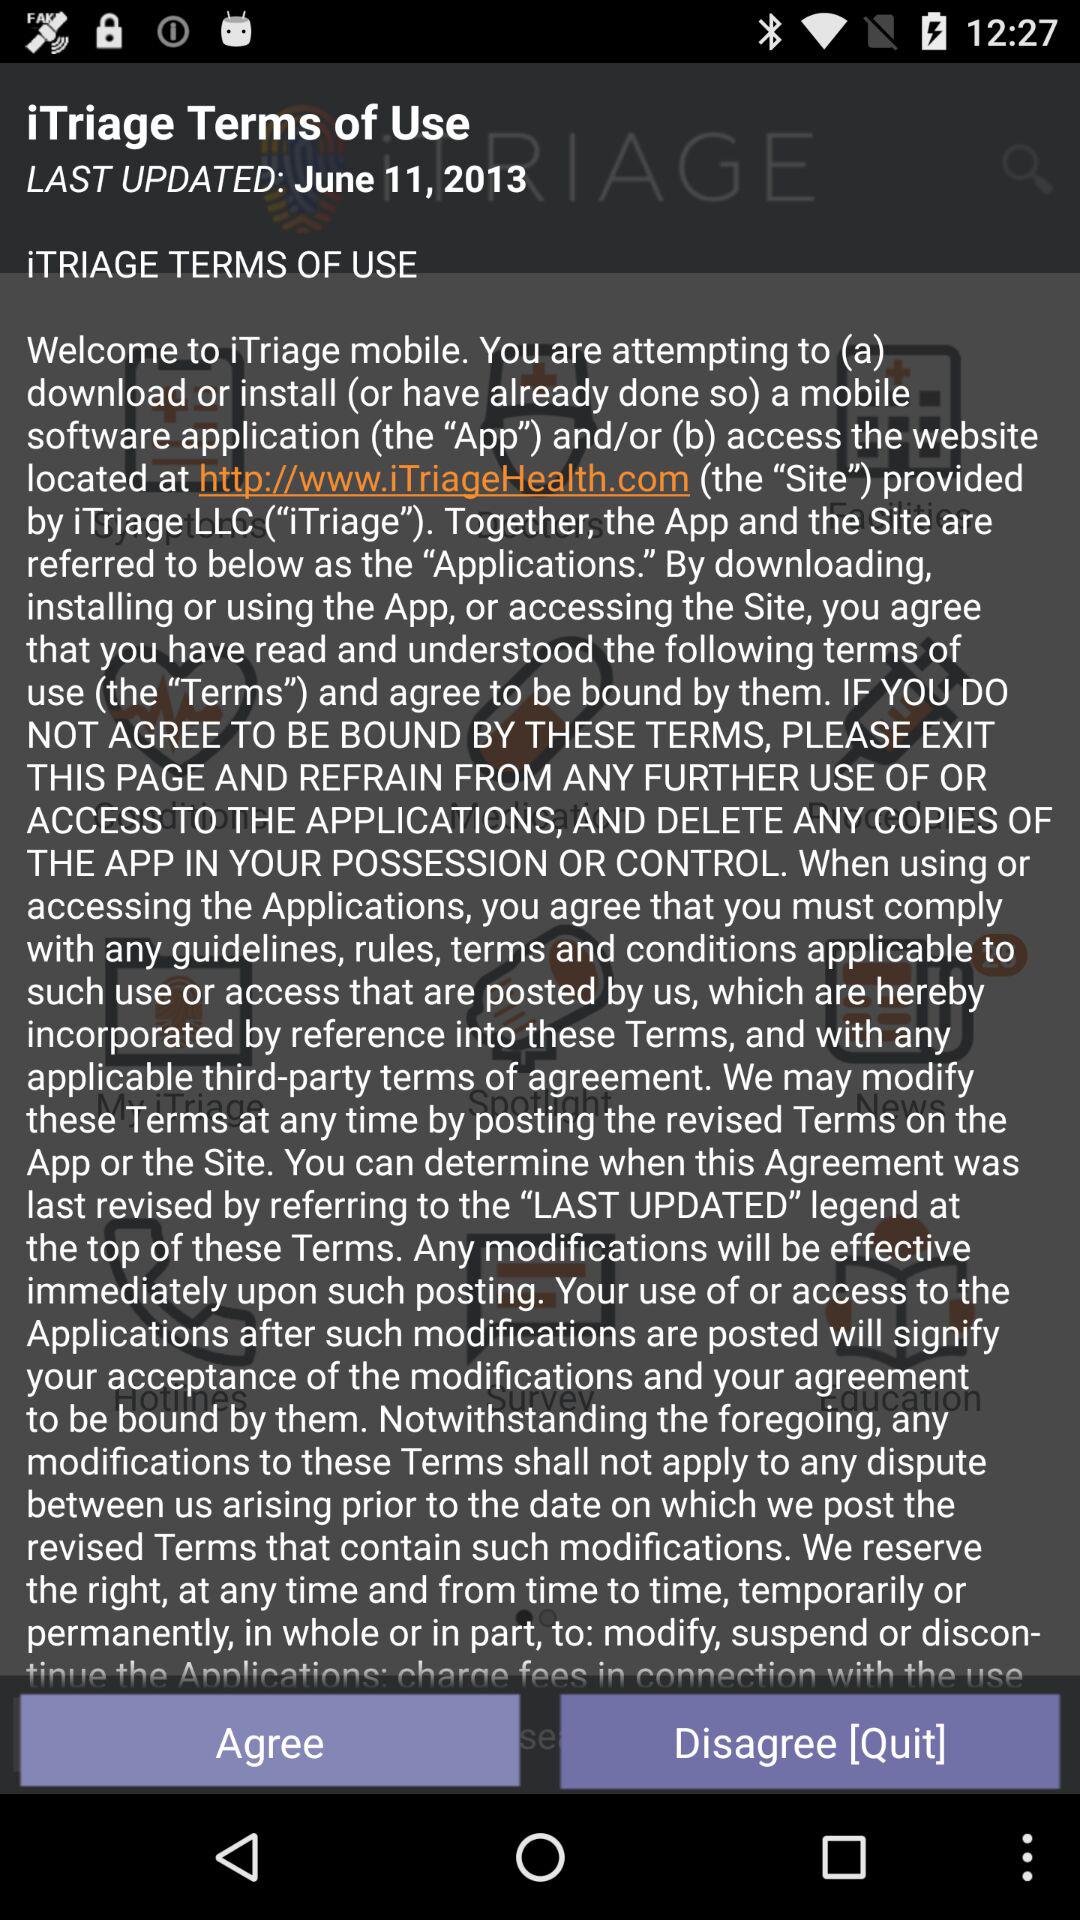 FAKE
12:27
iTRIAGE
iTriage Terms of Use
LAST UPDATED: June 11, 2013
iTRIAGE TERMS OF USE
Welcome to iTriage mobile. You are attempting to (a)
download or install (or have already done so) a mobile
software application (the “App”) and/or (b) access the website
located at http://www.iTriageHealth.com (the “Site”) provided
by iTriage LLC (“iTriage”). Together, the App and the Site are
referred to below as the “Applications.” By downloading,
installing or using the App, or accessing the Site, you agree
that you have read and understood the following terms of
use (the “Terms”) and agree to be bound by them. IF YOU DO
NOT AGREE TO BE BOUND BY THESE TERMS, PLEASE EXIT
THIS PAGE AND REFRAIN FROM ANY FURTHER USE OF OR
ACCESS TO THE APPLICATIONS, AND DELETE ANY COPIES OF
THE APP IN YOUR POSSESSION OR CONTROL. When using or
accessing the Applications, you agree that you must comply
with any guidelines, rules, terms and conditions applicable to
such use or access that are posted by us, which are hereby
incorporated by reference into these Terms, and with any
applicable third-party terms of agreement. We may modify
these Terms at any time by posting the revised Terms on the
App or the Site. You can determine when this Agreement was
last revised by referring to the “LAST UPDATED” legend at
the top of these Terms. Any modifications will be effective
immediately upon such posting. Your use of or access to the
Applications after such modifications are posted will signify
your acceptance of the modifications and your agreement
to be bound by them. Notwithstanding the foregoing, any
modifications to these Terms shall not apply to any dispute
between us arising prior to the date on which we post the
revised Terms that contain such modifications. We reserve
the right, at any time and from time to time, temporarily or
permanently, in whole or in part, to: modify, suspend or discon-
tinue the Applications; charge fees in connection with the use
Symptoms
Doctors
Facilities
Conditions
My iTriage
Spotlight
News
Hotlines
Survey
Education
Agree
Disagree [Quit]